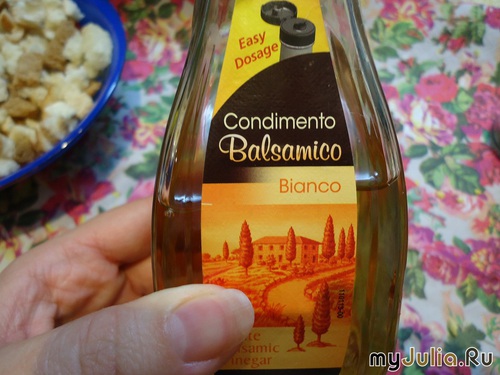 Easy
Dosage
Condimento
Balsamico
Bianco
vinegar
myJulia.Ru